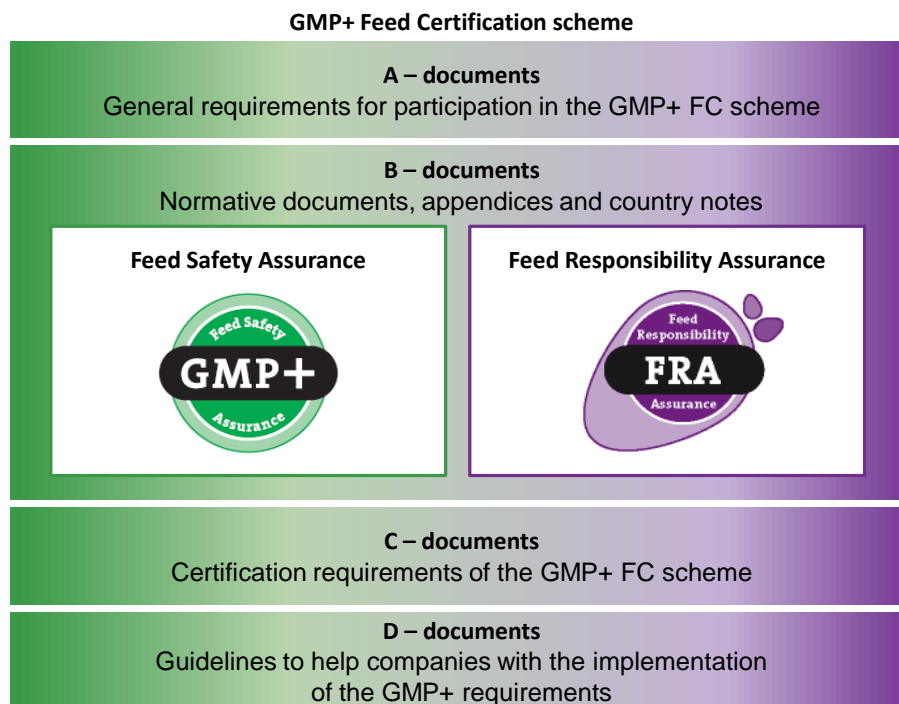 GMP+ Feed Certification scheme
A – documents
General requirements for participation in the GMP+ FC scheme
B – documents
Normative documents, appendices and country notes
Feed Safety Assurance
Feed Safety
GMP+
Assurance
Feed Responsibility Assurance
Feed
Responsibility
FRA
Assurance
C – documents
Certification requirements of the GMP+ FC scheme
D – documents
Guidelines to help companies with the implementation
of the GMP+ requirements